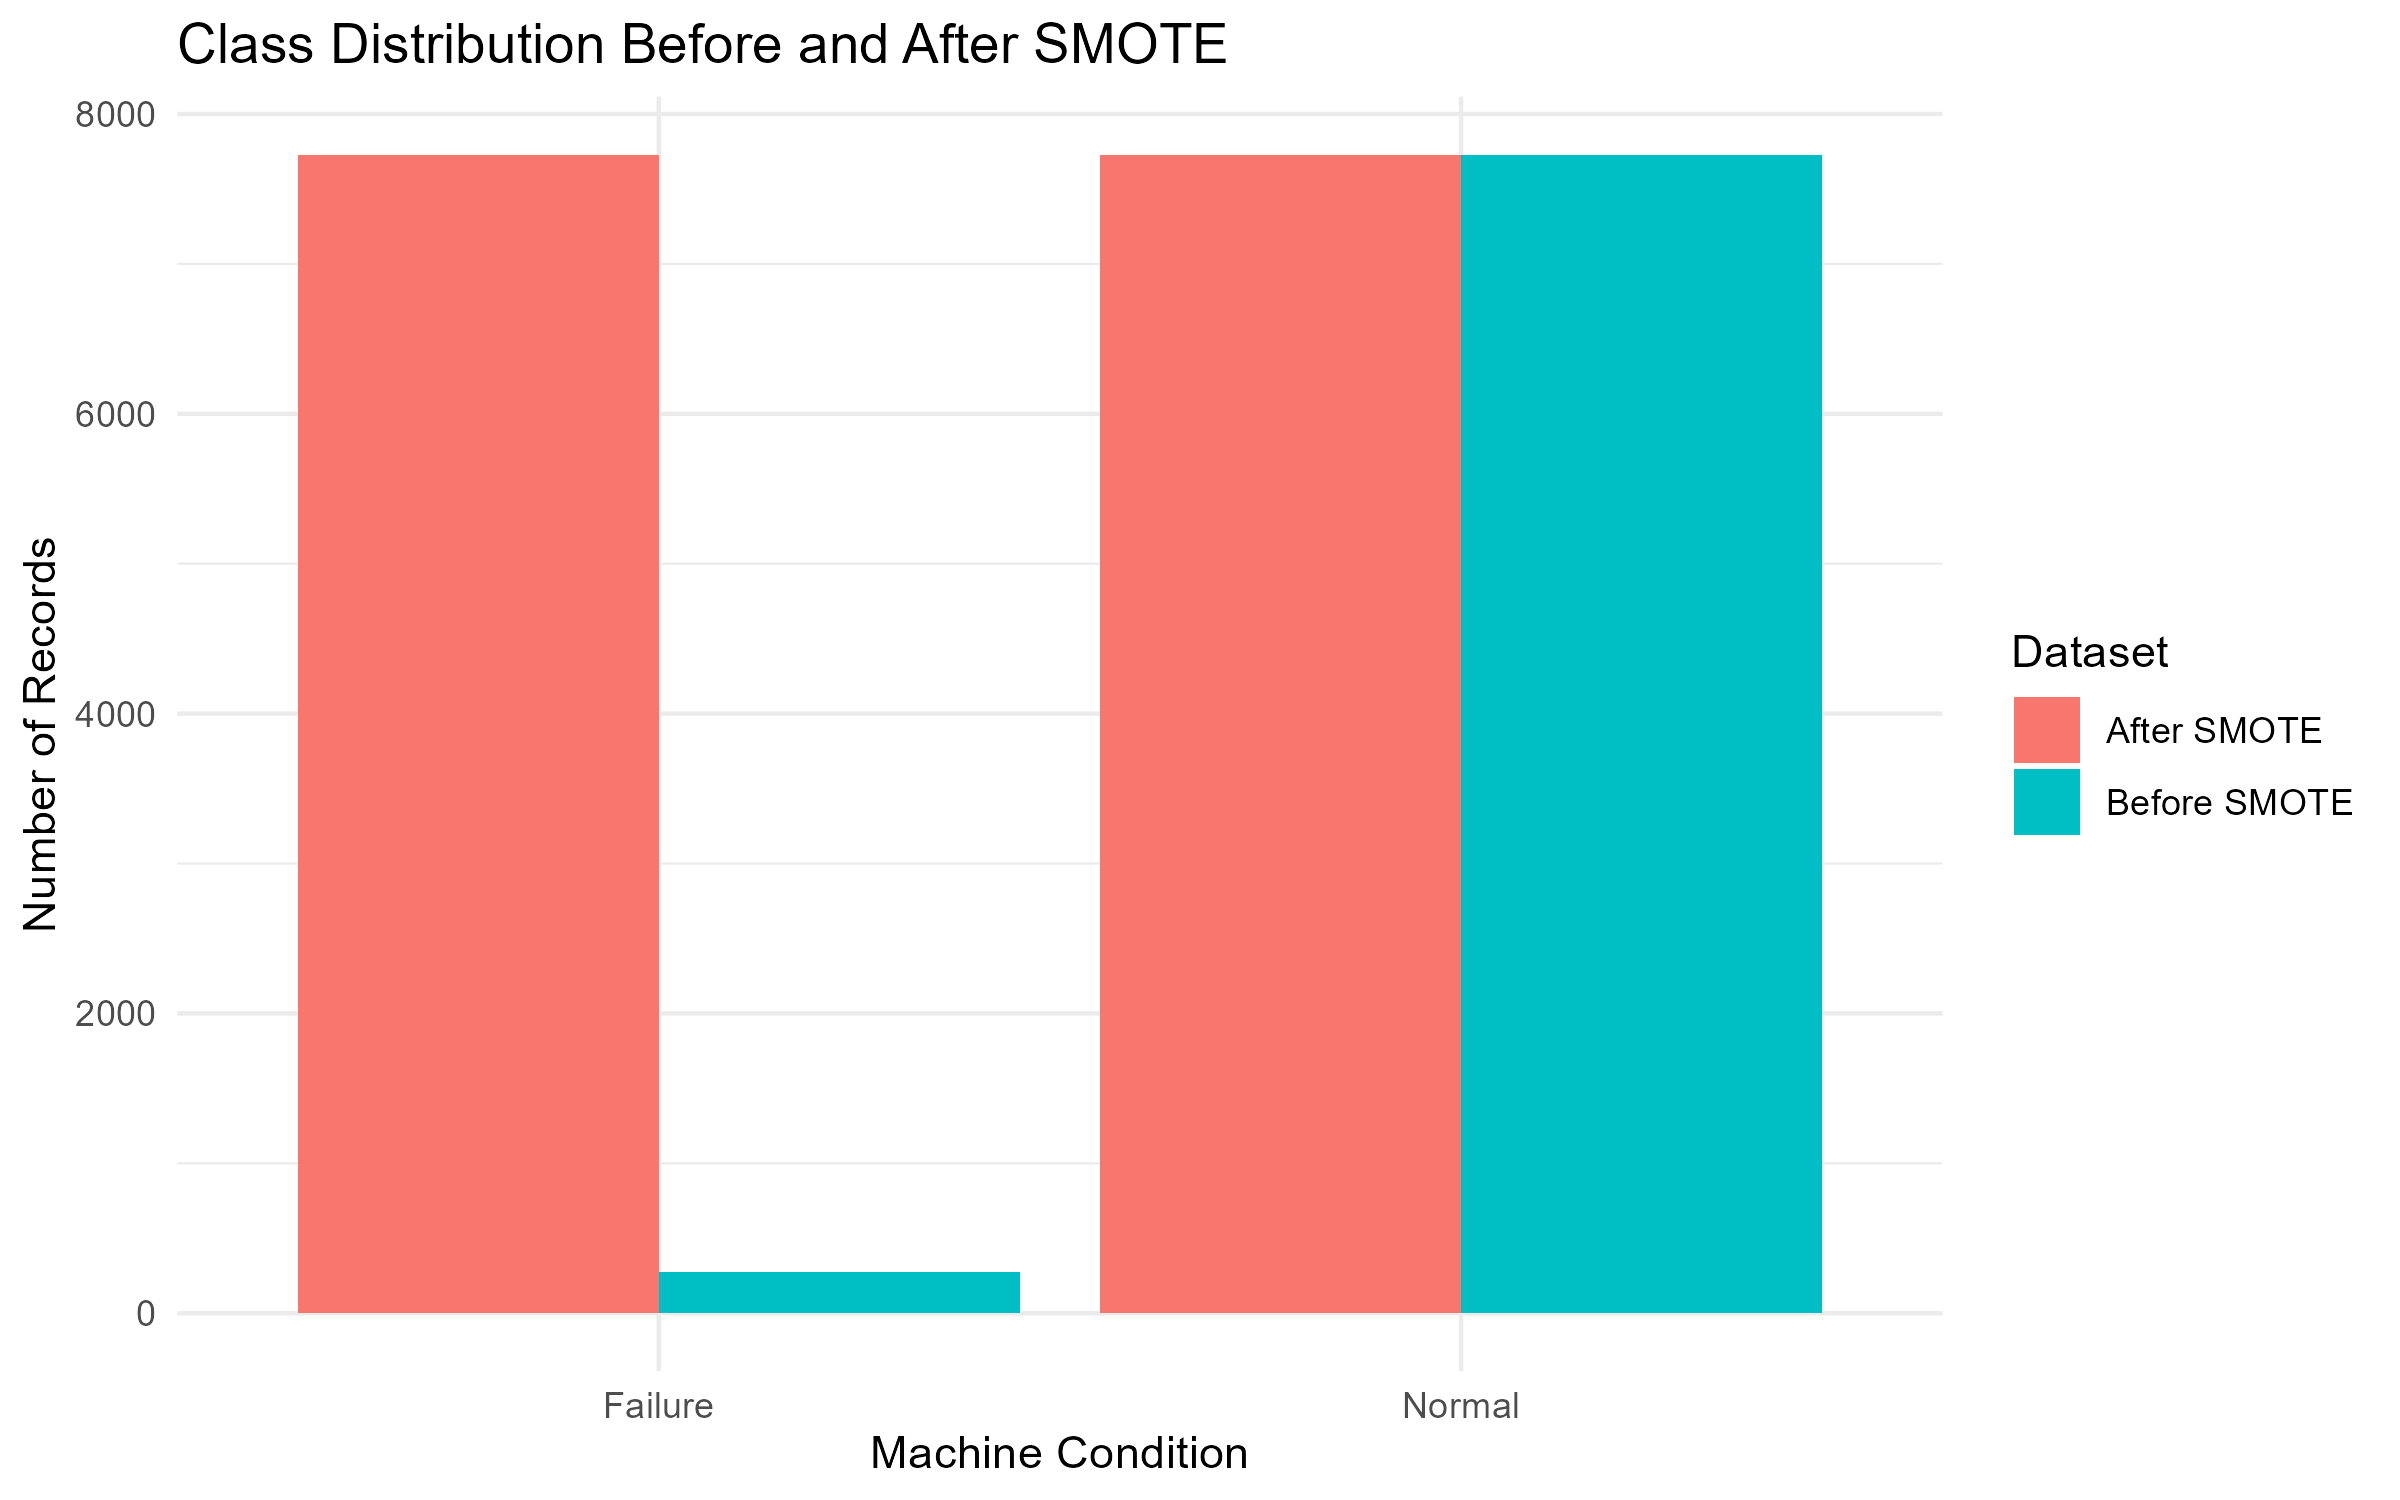 Class Distribution Before and After SMOTE
8000
6000
4000
2000
0
Number of Records
Failure
Normal
Machine Condition
Dataset
After SMOTE
Before SMOTE